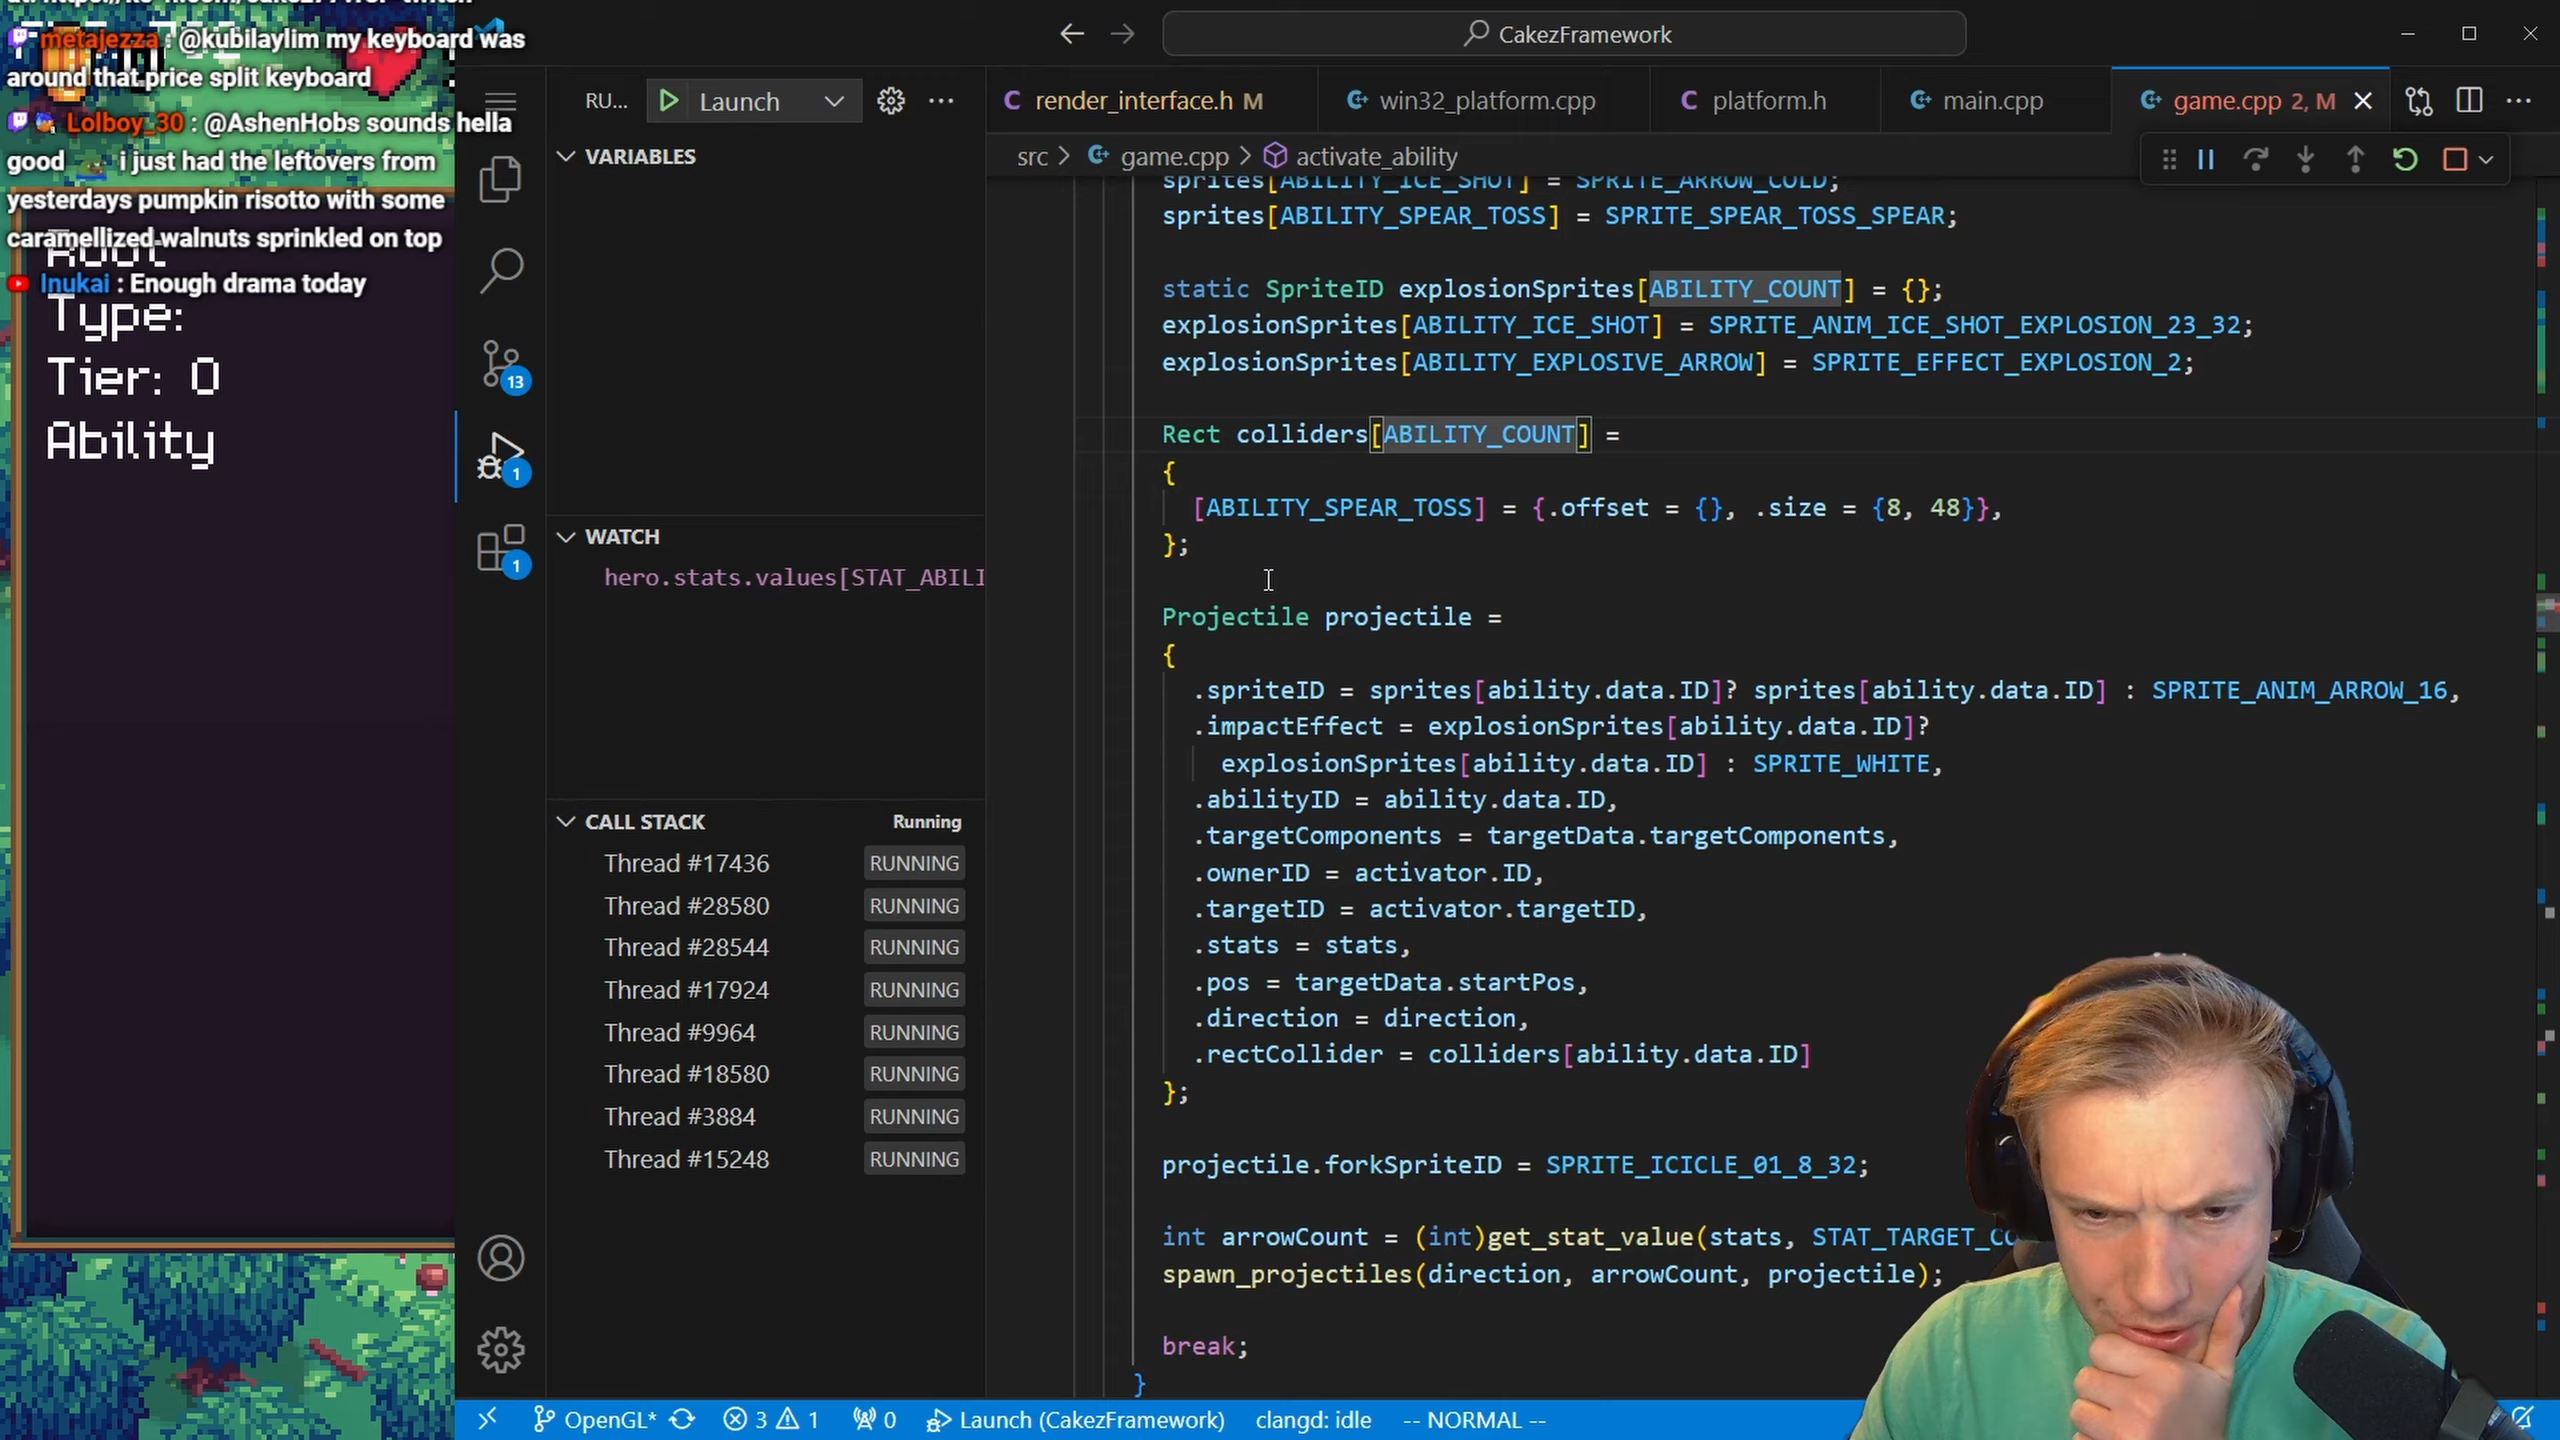 metajezza : @kubilaylim my keyboard was
around that price split keyboard
Lolboy_30 : @AshenHobs sounds hella
good i just had the leftovers from
yesterdays pumpkin risotto with some
caramellized walnuts sprinkled on top
Root
Inukai : Enough drama today
Type:
Tier: 0
Ability
CakezFramework
RU...
Launch
render_interface.h M
win32_platform.cpp
platform.h
main.cpp
game.cpp 2, M
src > game.cpp > activate_ability
VARIABLES
WATCH
hero.stats.values[STAT_ABILI
CALL STACK
Running
Thread #17436 RUNNING
Thread #28580 RUNNING
Thread #28544 RUNNING
Thread #17924 RUNNING
Thread #9964 RUNNING
Thread #18580 RUNNING
Thread #3884 RUNNING
Thread #15248 RUNNING
13
1
1
sprites[ABILITY_ICE_SHOT] = SPRITE_ARROW_COLD;
sprites[ABILITY_SPEAR_TOSS] = SPRITE_SPEAR_TOSS_SPEAR;
static SpriteID explosionSprites[ABILITY_COUNT] = {};
explosionSprites[ABILITY_ICE_SHOT] = SPRITE_ANIM_ICE_SHOT_EXPLOSION_23_32;
explosionSprites[ABILITY_EXPLOSIVE_ARROW] = SPRITE_EFFECT_EXPLOSION_2;
Rect colliders[ABILITY_COUNT] =
{
[ABILITY_SPEAR_TOSS] = {.offset = {}, .size = {8, 48}},
};
Projectile projectile =
{
.spriteID = sprites[ability.data.ID]? sprites[ability.data.ID] : SPRITE_ANIM_ARROW_16,
.impactEffect = explosionSprites[ability.data.ID]?
explosionSprites[ability.data.ID] : SPRITE_WHITE,
.abilityID = ability.data.ID,
.targetComponents = targetData.targetComponents,
.ownerID = activator.ID,
.targetID = activator.targetID,
.stats = stats,
.pos = targetData.startPos,
.direction = direction,
.rectCollider = colliders[ability.data.ID]
};
projectile.forkSpriteID = SPRITE_ICICLE_01_8_32;
int arrowCount = (int)get_stat_value(stats, STAT_TARGET_CO
spawn_projectiles(direction, arrowCount, projectile);
break;
}
OpenGL* 3 1 0 Launch (CakezFramework) clangd: idle -- NORMAL --